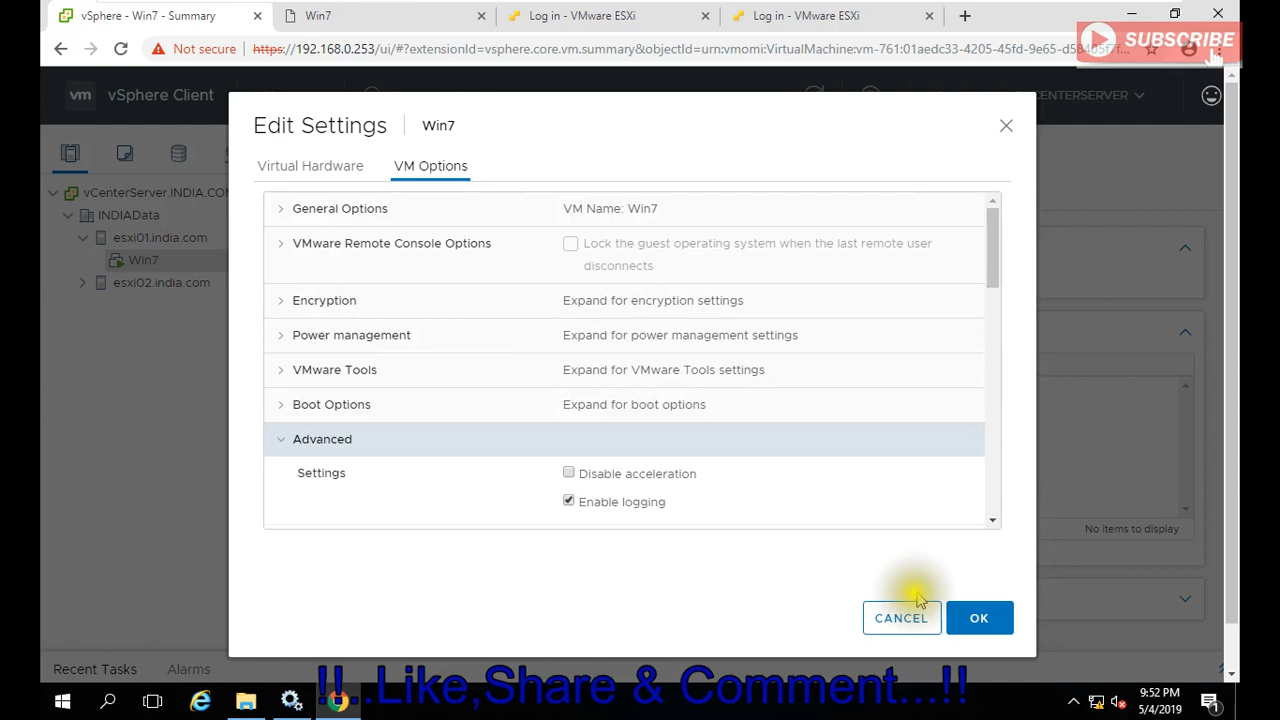 vSphere - Win7 - Summary
Win7
Log in - VMware ESXi
Log in - VMware ESXi
Not secure
https://192.168.0.253/ui/#?extensionId=vsphere.core.vm.summary&objectId=urn:vmomi:VirtualMachine:vm-761:01aedc33-4205-45fd-9e65-d58405f7f...
SUBSCRIBE
vm vSphere Client
CENTERSERVER
Edit Settings Win7
Virtual Hardware VM Options
vCenterServer.INDIA.CO
INDIAData
esxi01.india.com
Win7
esxi02.india.com
General Options VM Name: Win7
VMware Remote Console Options Lock the guest operating system when the last remote user
disconnects
Encryption Expand for encryption settings
Power management Expand for power management settings
VMware Tools Expand for VMware Tools settings
Boot Options Expand for boot options
Advanced
Settings Disable acceleration
Enable logging
No items to display
CANCEL OK
Recent Tasks Alarms
!!..Like,Share & Comment...!!
9:52 PM
5/4/2019
1